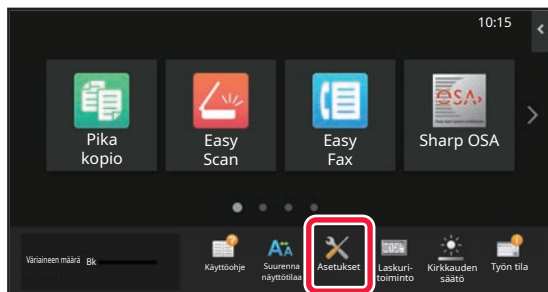 10:15
Pika
kopio
Easy
Scan
Easy
Fax
OSA
Sharp OSA
Väriaineen määrä Bk
Käyttöohje
Suurenna
näyttötilaa
Asetukset
Laskuri-
toiminto
Kirkkauden
säätö
Työn tila